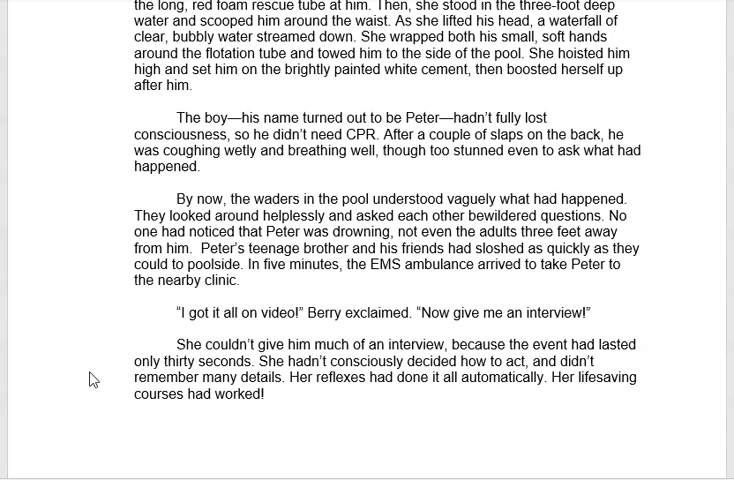 the long, red foam rescue tube at him. Then, she stood in the three-foot deep
water and scooped him around the waist. As she lifted his head, a waterfall of
clear, bubbly water streamed down. She wrapped both his small, soft hands
around the flotation tube and towed him to the side of the pool. She hoisted him
high and set him on the brightly painted white cement, then boosted herself up
after him.
The boy—his name turned out to be Peter—hadn’t fully lost
consciousness, so he didn’t need CPR. After a couple of slaps on the back, he
was coughing wetly and breathing well, though too stunned even to ask what had
happened.
By now, the waders in the pool understood vaguely what had happened.
They looked around helplessly and asked each other bewildered questions. No
one had noticed that Peter was drowning, not even the adults three feet away
from him.  Peter’s teenage brother and his friends had sloshed as quickly as they
could to poolside. In five minutes, the EMS ambulance arrived to take Peter to
the nearby clinic.
“I got it all on video!” Berry exclaimed. “Now give me an interview!”
She couldn’t give him much of an interview, because the event had lasted
only thirty seconds. She hadn’t consciously decided how to act, and didn’t
remember many details. Her reflexes had done it all automatically. Her lifesaving
courses had worked!